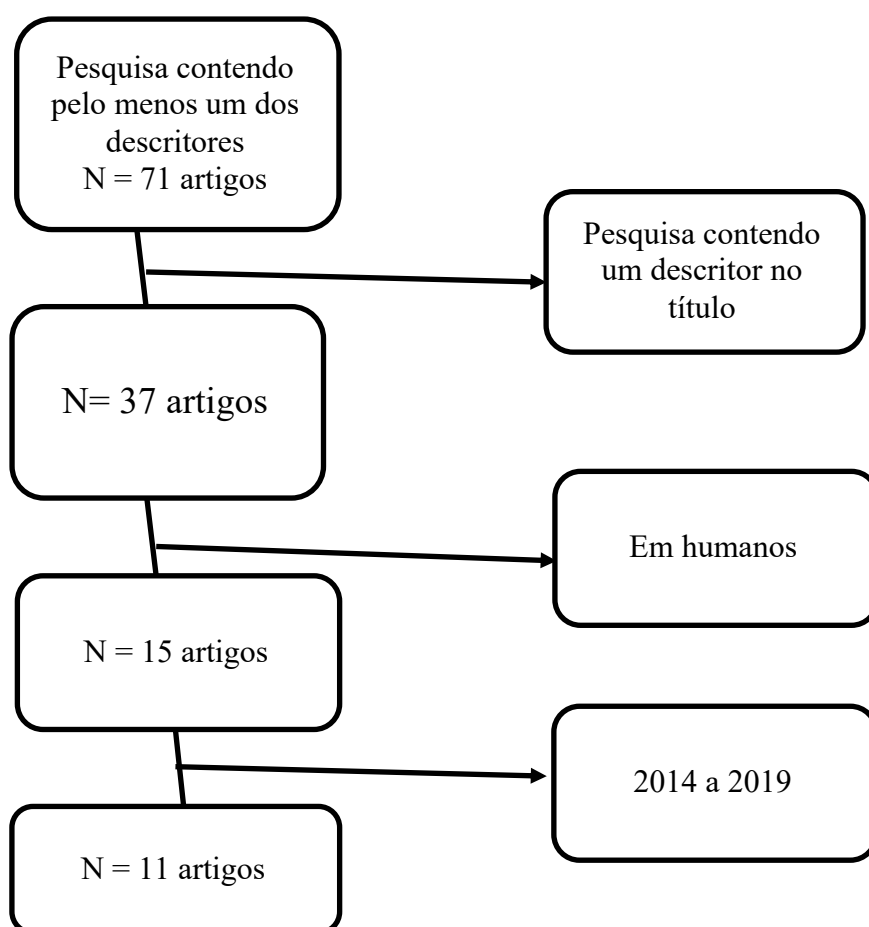 Pesquisa contendo
pelo menos um dos
descritores
N = 71 artigos
Pesquisa contendo
um descritor no
título
N= 37 artigos
Em humanos
N = 15 artigos
2014 a 2019
N = 11 artigos